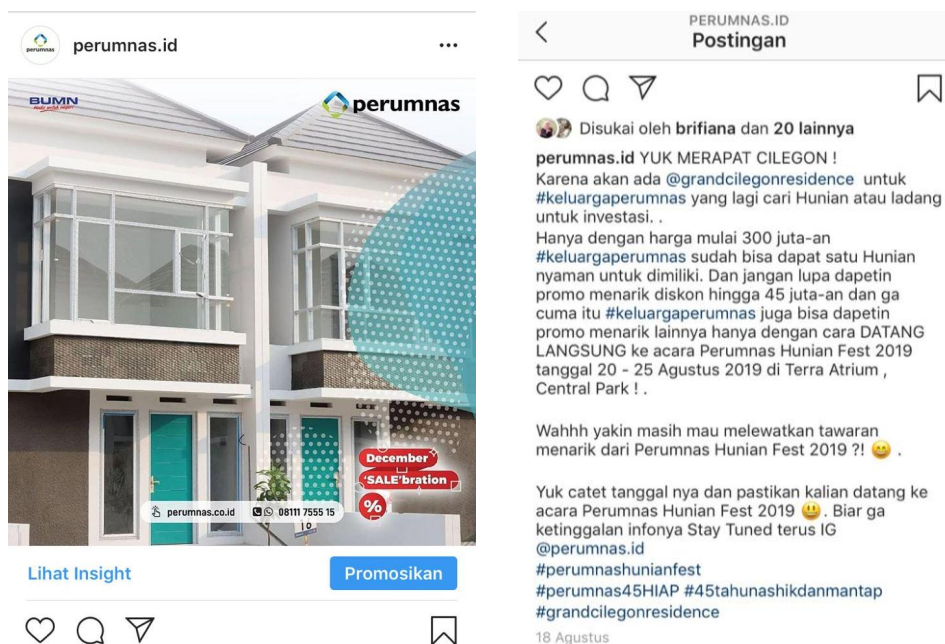 perumnas.id
BUMN
perumnas
December
'SALE'bration
%
perumnas.co.id
08111 7555 15
Lihat Insight
Promosikan
PERUMNAS.ID
Postingan
Disukai oleh brifiana dan 20 lainnya
perumnas.id YUK MERAPAT CILEGON !
Karena akan ada @grandcilegonresidence untuk
#keluargaperumnas yang lagi cari Hunian atau ladang
untuk investasi. .
Hanya dengan harga mulai 300 juta-an
#keluargaperumnas sudah bisa dapat satu Hunian
nyaman untuk dimiliki. Dan jangan lupa dapetin
promo menarik diskon hingga 45 juta-an dan ga
cuma itu #keluargaperumnas juga bisa dapetin
promo menarik lainnya hanya dengan cara DATANG
LANGSUNG ke acara Perumnas Hunian Fest 2019
tanggal 20 - 25 Agustus 2019 di Terra Atrium ,
Central Park ! .
Wahhh yakin masih mau melewatkan tawaran
menarik dari Perumnas Hunian Fest 2019 ?! 😄 .
Yuk catet tanggal nya dan pastikan kalian datang ke
acara Perumnas Hunian Fest 2019 😃. Biar ga
ketinggalan infonya Stay Tuned terus IG
@perumnas.id
#perumnashunianfest
#perumnas45HIAP #45tahunashikdanmantap
#grandcilegonresidence
18 Agustus